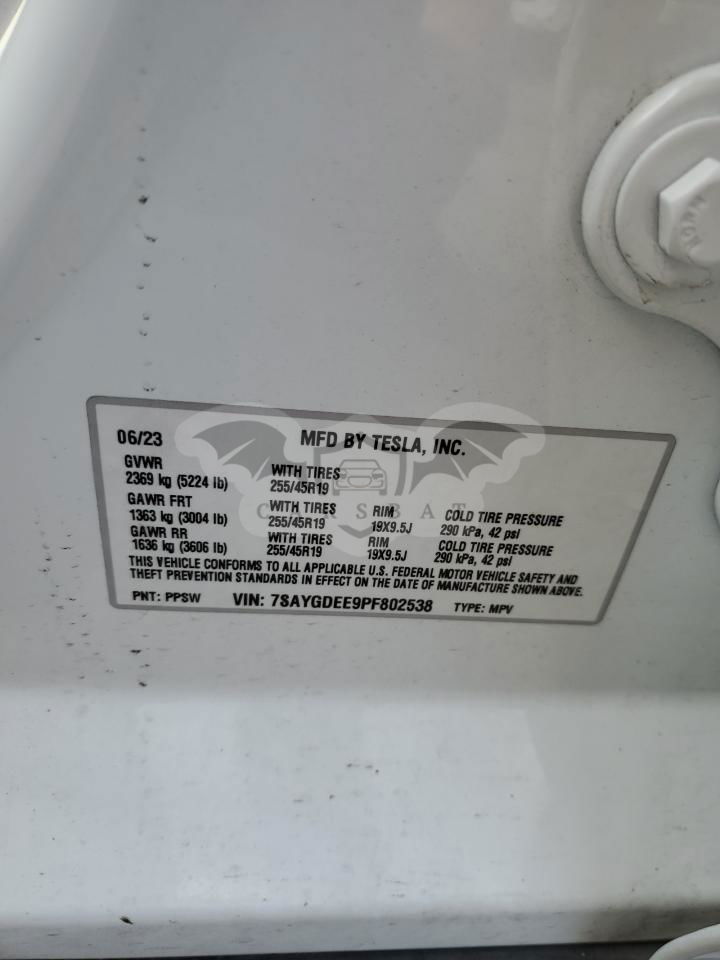 06/23 MFD BY TESLA, INC.
GVWR
2369 kg (5224 lb) WITH TIRES 255/45R19
GAWR FRT
1363 kg (3004 lb) WITH TIRES 255/45R19 RIM 19X9.5J COLD TIRE PRESSURE 290 kPa, 42 psi
GAWR RR
1636 kg (3606 lb) WITH TIRES 255/45R19 RIM 19X9.5J COLD TIRE PRESSURE 290 kPa, 42 psi
THIS VEHICLE CONFORMS TO ALL APPLICABLE U.S. FEDERAL MOTOR VEHICLE SAFETY AND
THEFT PREVENTION STANDARDS IN EFFECT ON THE DATE OF MANUFACTURE SHOWN ABOVE.
PNT: PPSW VIN: 7SAYGDEE9PF802538 TYPE: MPV